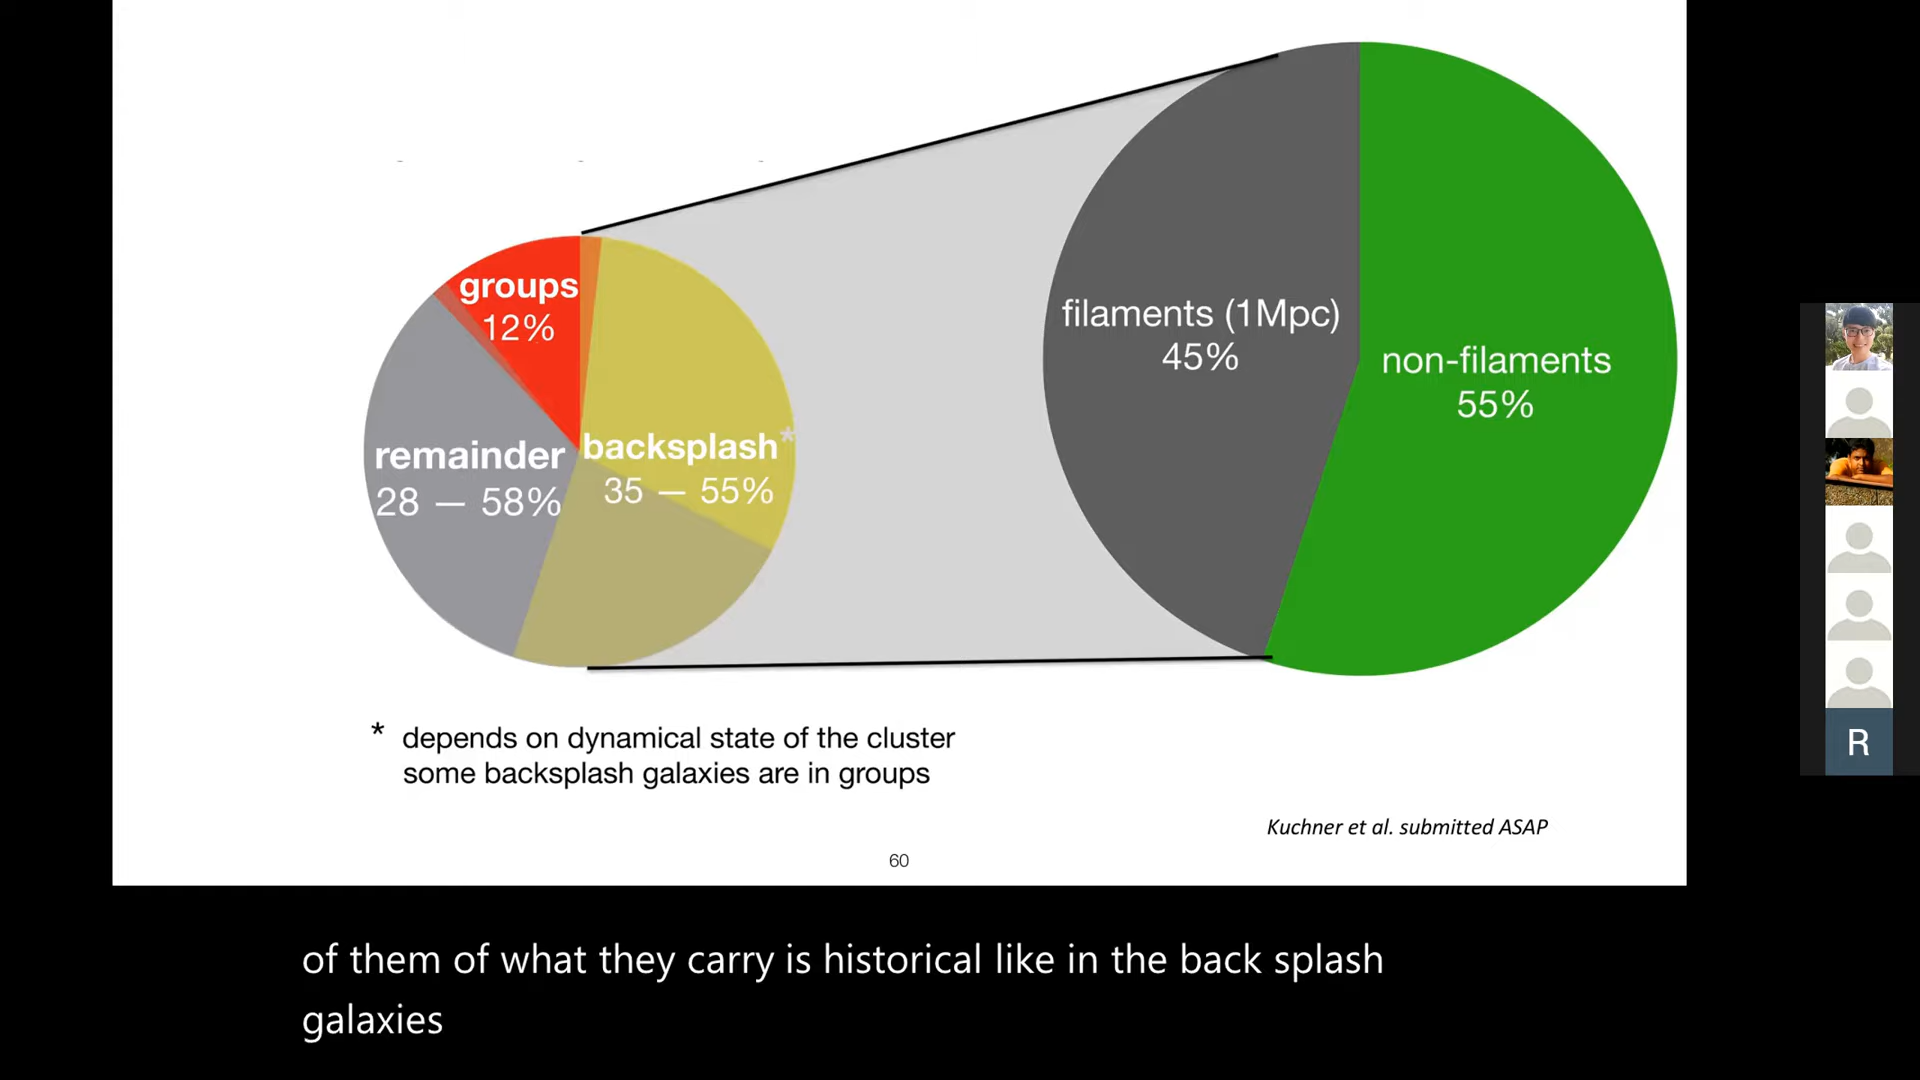 groups
12%
remainder
28 — 58%
backsplash*
35 — 55%
filaments (1Mpc)
45%
non-filaments
55%
* depends on dynamical state of the cluster
some backsplash galaxies are in groups
Kuchner et al. submitted ASAP
60
R
of them of what they carry is historical like in the back splash
galaxies